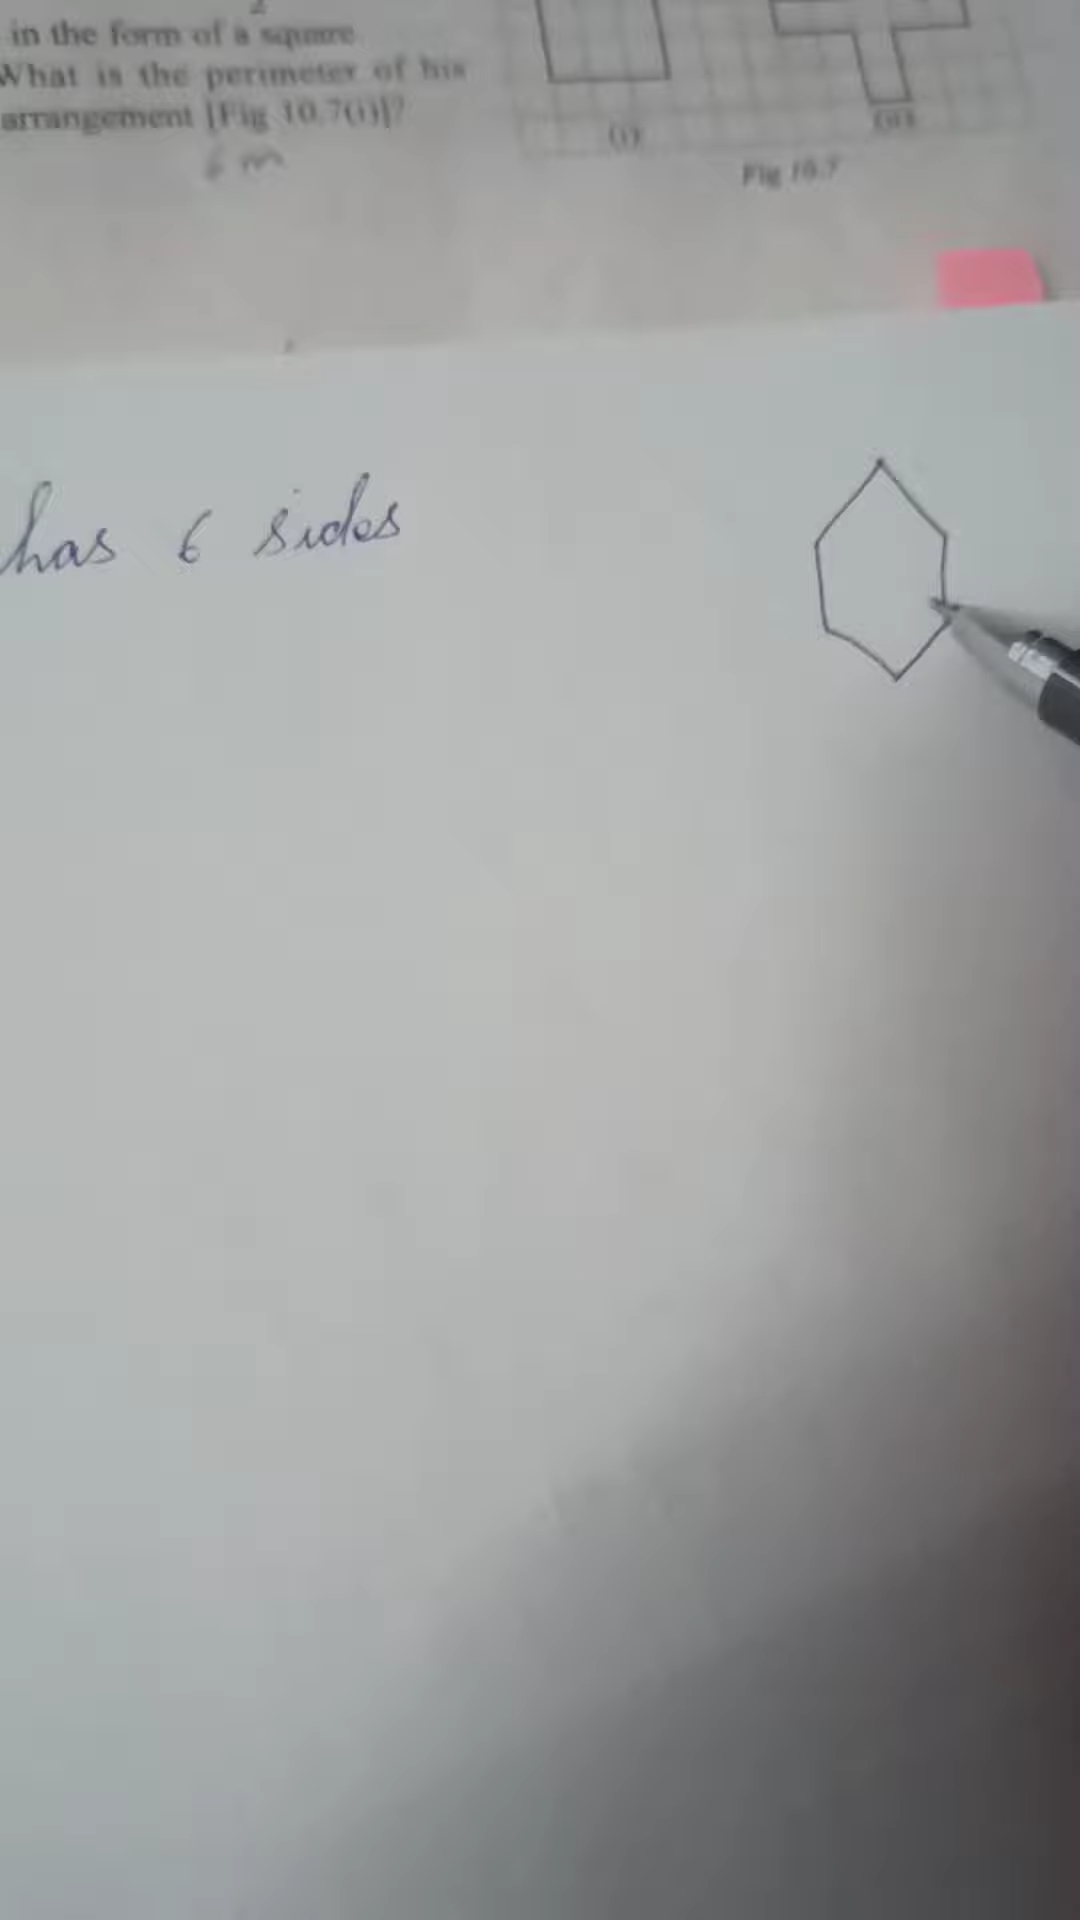 in the form of a square.
What is the perimeter of his
arrangement [Fig 10.7(i)]?
6 m
(i)
(ii)
Fig 10.7
has 6 sides